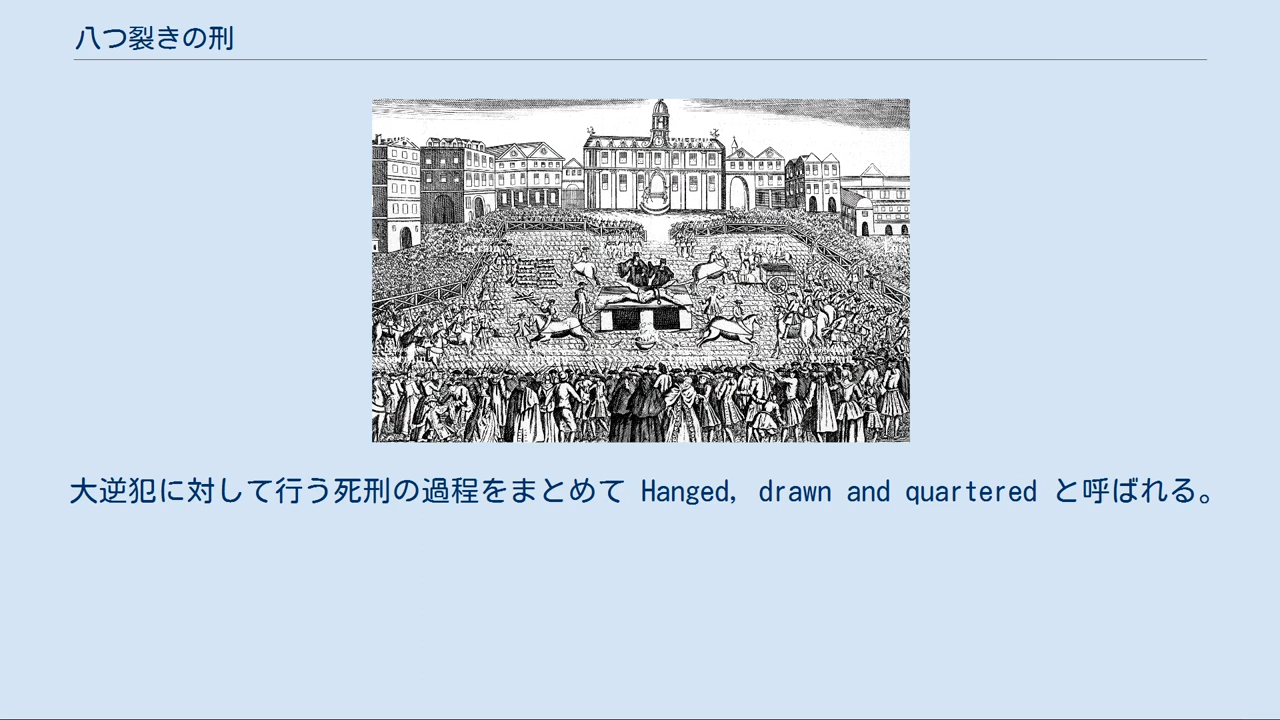 八つ裂きの刑
大逆犯に対して行う死刑の過程をまとめて Hanged, drawn and quartered と呼ばれる。